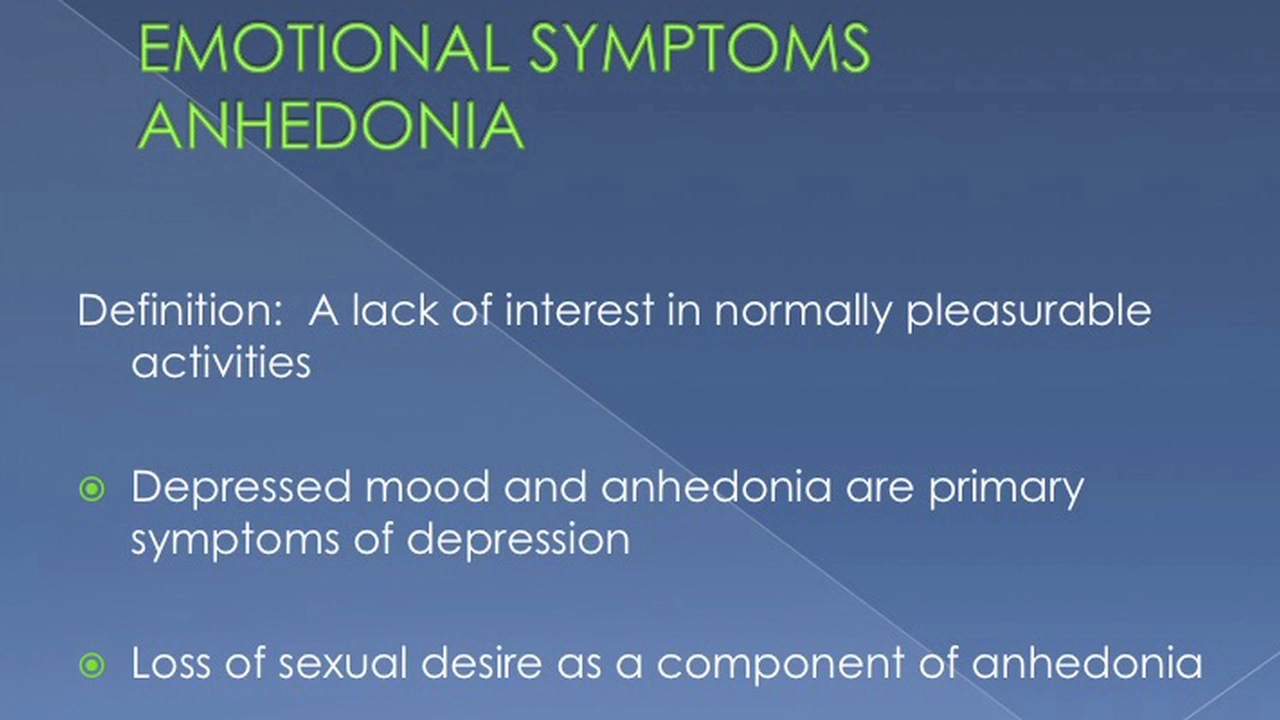 EMOTIONAL SYMPTOMS
ANHEDONIA
Definition:  A lack of interest in normally pleasurable
activities
Depressed mood and anhedonia are primary
symptoms of depression
Loss of sexual desire as a component of anhedonia